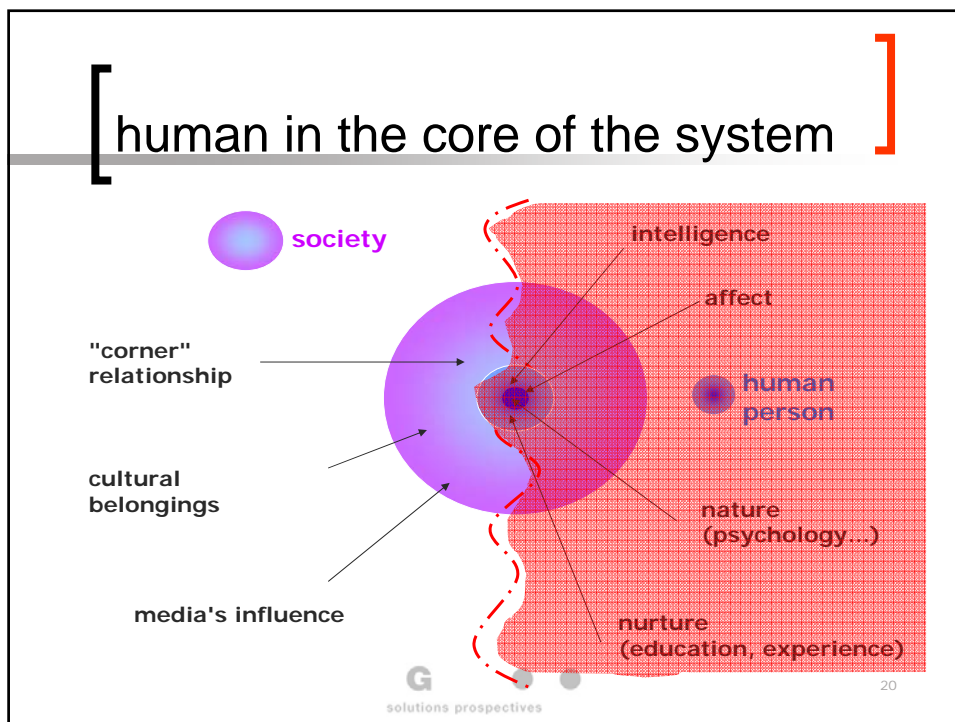 human in the core of the system
society
intelligence
affect
"corner"
relationship
human
person
cultural
belongings
nature
(psychology...)
media's influence
nurture
(education, experience)
G
solutions prospectives
20